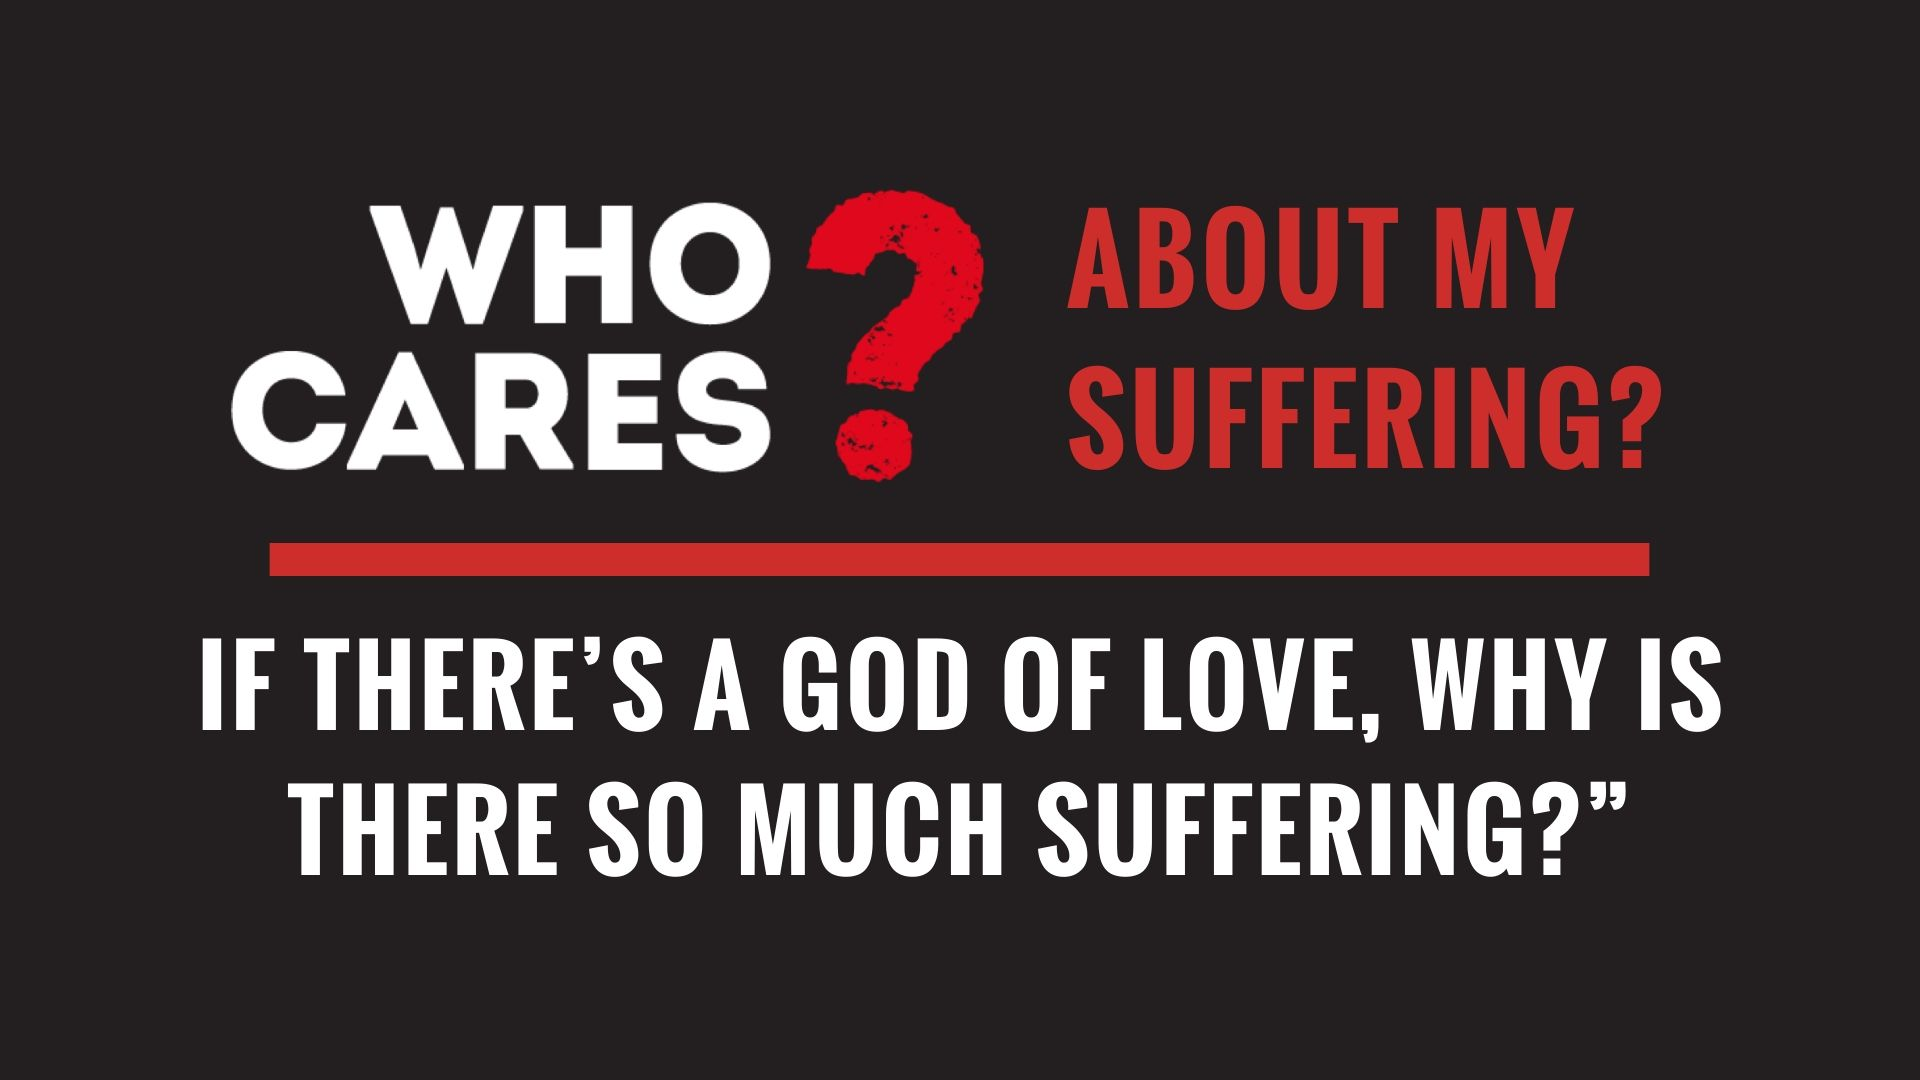 WHO
CARES
?
ABOUT MY
SUFFERING?
IF THERE’S A GOD OF LOVE, WHY IS
THERE SO MUCH SUFFERING?”